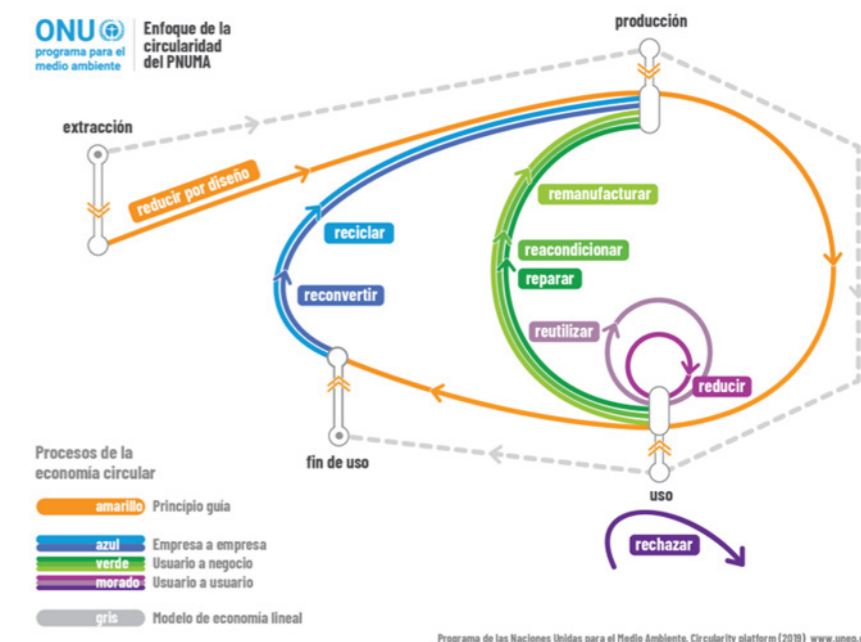 ONU
programa para el
medio ambiente
Enfoque de la
circularidad
del PNUMA
producción
extracción
reducir por diseño
remanufacturar
reciclar
reacondicionar
reparar
reconvertir
reutilizar
reducir
fin de uso
uso
rechazar
Procesos de la
economía circular
amarillo Principio guía
azul Empresa a empresa
verde Usuario a negocio
morado Usuario a usuario
gris Modelo de economía lineal
Programa de las Naciones Unidas para el Medio Ambiente. Circularity platform (2019) www.unep.